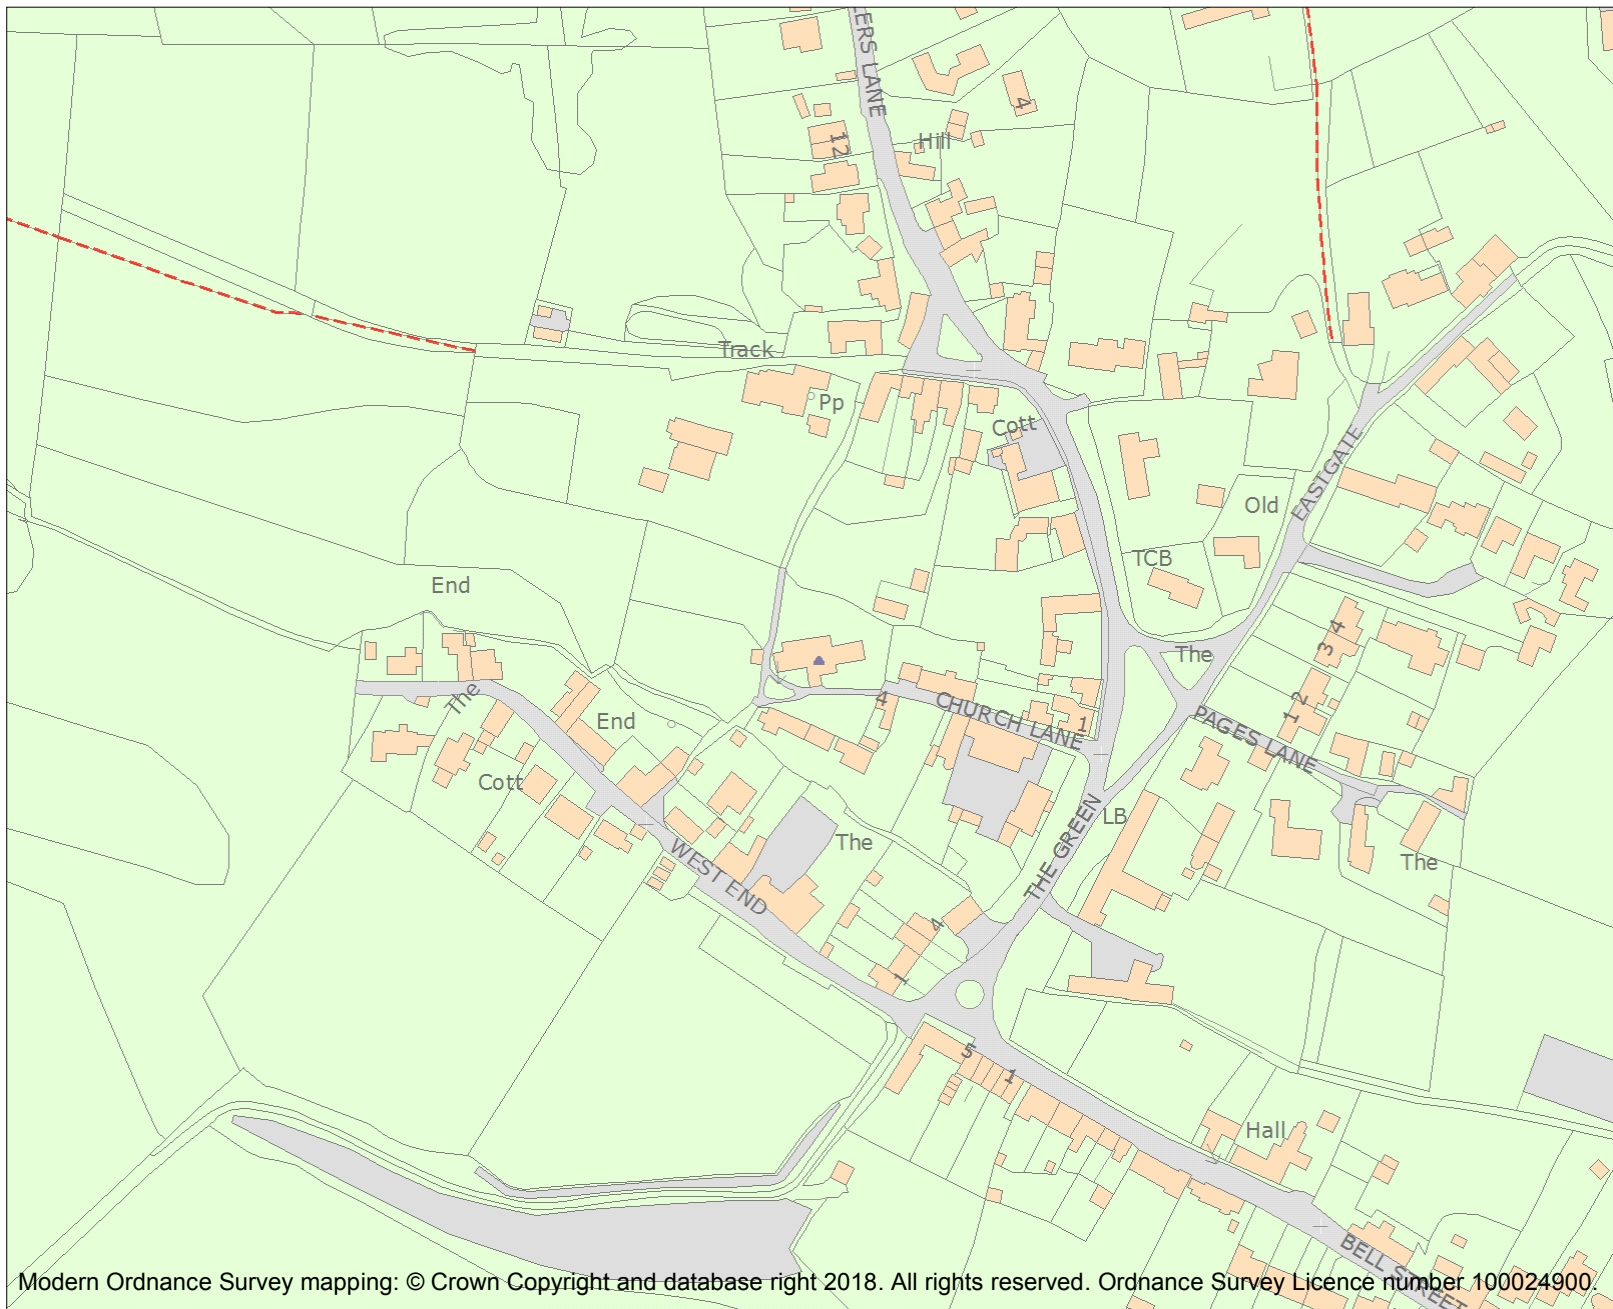 LERS LANE
4
12
Hill
Track
Pp
Cott
EASTGATE
Old
TCB
End
The
3 4
The
End
4
CHURCH LANE
1
1 2
PAGES LANE
Cott
LB
The
THE GREEN
The
WEST END
4
1
5
1
Hall
BELL STREET
Modern Ordnance Survey mapping: © Crown Copyright and database right 2018. All rights reserved. Ordnance Survey Licence number 100024900.